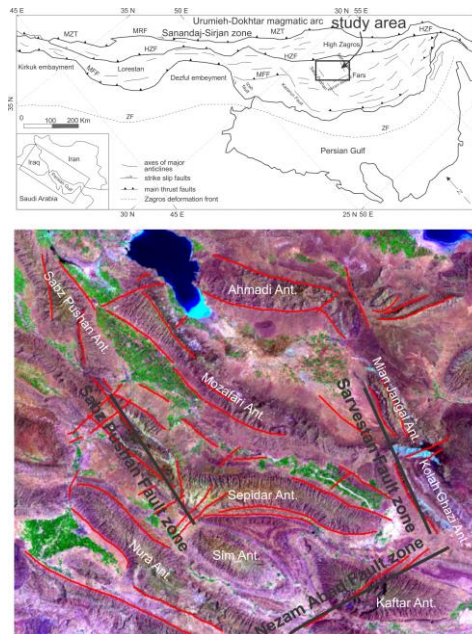 Urumieh-Dokhtar magmatic arc
study area
45 N
MZT
MRF
Sanandaj-Sirjan zone
MZT
HZF
30 N 50 E
HZF
Kirkuk embayment
MFF
Lorestan
HZF
High Zagros
Dezful embayment
MFF
Fars
ZF
ZF
0 100 200 Km
Persian Gulf
Iraq
Iran
Persian Gulf
Saudi Arabia
axes of major
anticlines
strike slip faults
main thrust faults
Zagros deformation front
30 N 45 E
25 N 55 E
Sabz Pushan Ant.
Ahmadi Ant.
Mozafari Ant.
Mian Jangal Ant.
Sabz Pushan Fault zone
Sarvestan Fault zone
Kolah Ghazi Ant.
Sepidar Ant.
Nura Ant.
Sim Ant.
Nezam Abad Fault zone
Kaftar Ant.